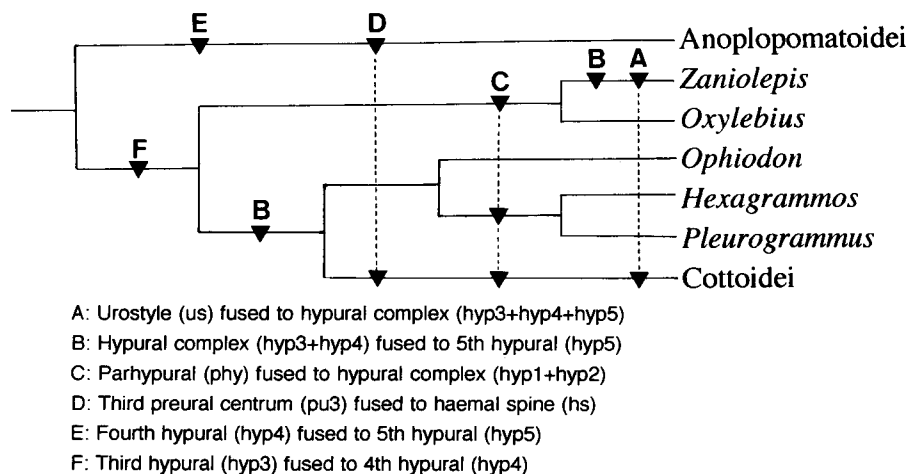 E
D
Anoplopomatoidei
B
A
C
Zaniolepis
Oxylebius
F
Ophiodon
Hexagrammos
B
Pleurogrammus
Cottoidei
A: Urostyle (us) fused to hypural complex (hyp3+hyp4+hyp5)
B: Hypural complex (hyp3+hyp4) fused to 5th hypural (hyp5)
C: Parhypural (phy) fused to hypural complex (hyp1+hyp2)
D: Third preural centrum (pu3) fused to haemal spine (hs)
E: Fourth hypural (hyp4) fused to 5th hypural (hyp5)
F: Third hypural (hyp3) fused to 4th hypural (hyp4)